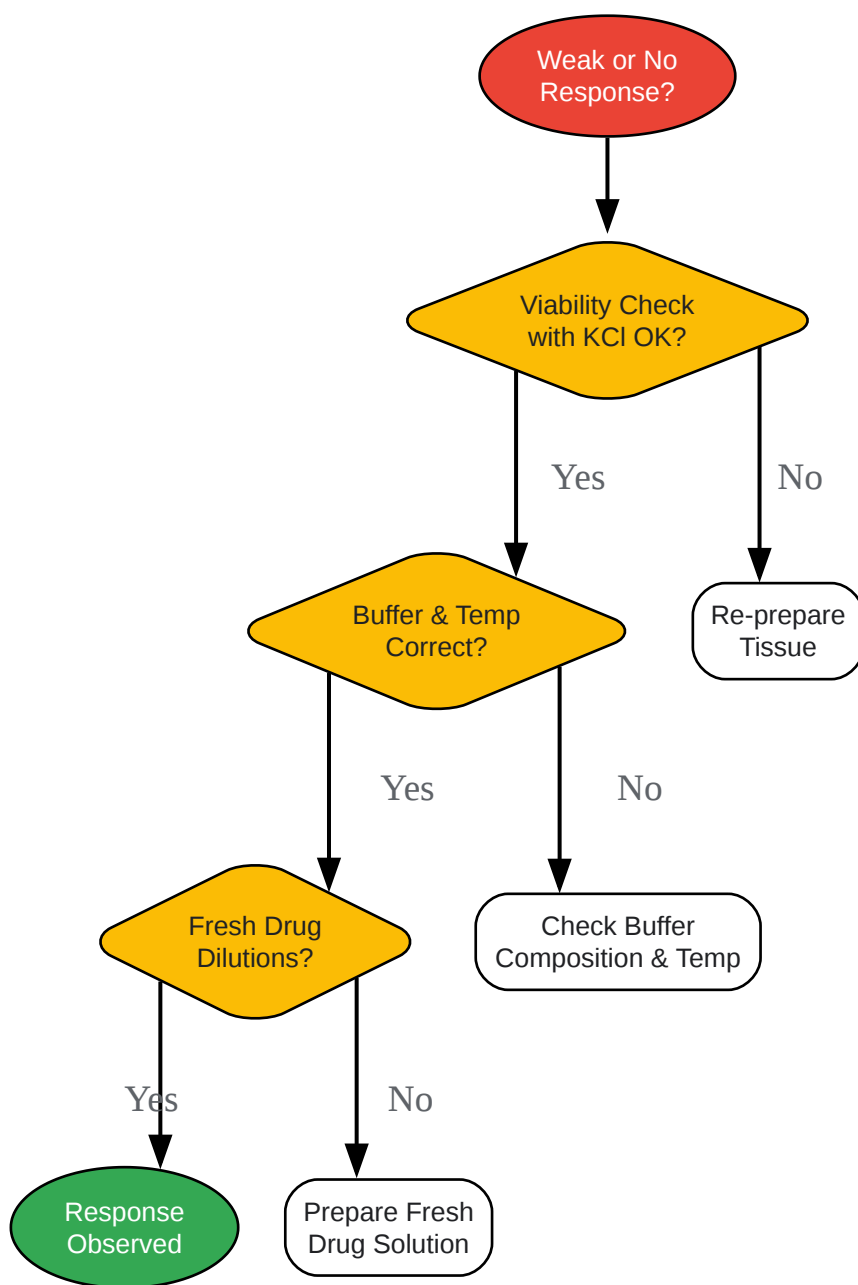 Weak or No
Response?
Viability Check
with KCl OK?
Yes
No
Buffer & Temp
Correct?
Re-prepare
Tissue
Yes
No
Fresh Drug
Dilutions?
Check Buffer
Composition & Temp
Yes
No
Response
Observed
Prepare Fresh
Drug Solution